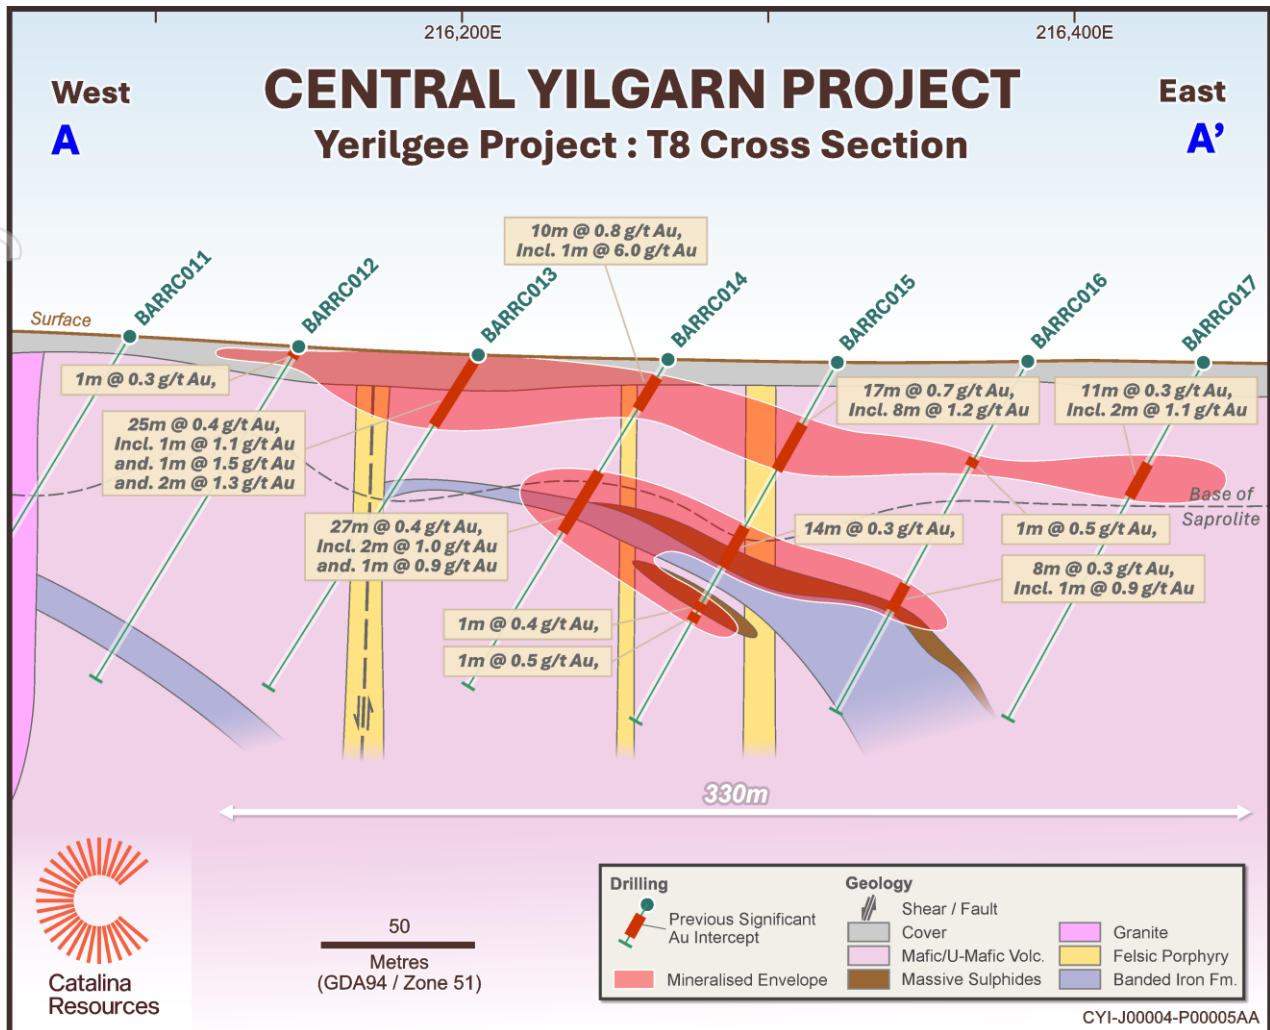 216,200E
216,400E
CENTRAL YILGARN PROJECT
Yerilgee Project : T8 Cross Section
West
A
East
A’
10m @ 0.8 g/t Au,
Incl. 1m @ 6.0 g/t Au
BARRC011
BARRC012
BARRC013
BARRC014
BARRC015
BARRC016
BARRC017
Surface
1m @ 0.3 g/t Au,
17m @ 0.7 g/t Au,
Incl. 8m @ 1.2 g/t Au
11m @ 0.3 g/t Au,
Incl. 2m @ 1.1 g/t Au
25m @ 0.4 g/t Au,
Incl. 1m @ 1.1 g/t Au
and. 1m @ 1.5 g/t Au
and. 2m @ 1.3 g/t Au
Base of
Saprolite
27m @ 0.4 g/t Au,
Incl. 2m @ 1.0 g/t Au
and. 1m @ 0.9 g/t Au
14m @ 0.3 g/t Au,
1m @ 0.5 g/t Au,
8m @ 0.3 g/t Au,
Incl. 1m @ 0.9 g/t Au
1m @ 0.4 g/t Au,
1m @ 0.5 g/t Au,
330m
Catalina
Resources
50
Metres
(GDA94 / Zone 51)
Drilling
Previous Significant
Au Intercept
Mineralised Envelope
Geology
Shear / Fault
Cover
Mafic/U-Mafic Volc.
Massive Sulphides
Granite
Felsic Porphyry
Banded Iron Fm.
CYI-J00004-P00005AA